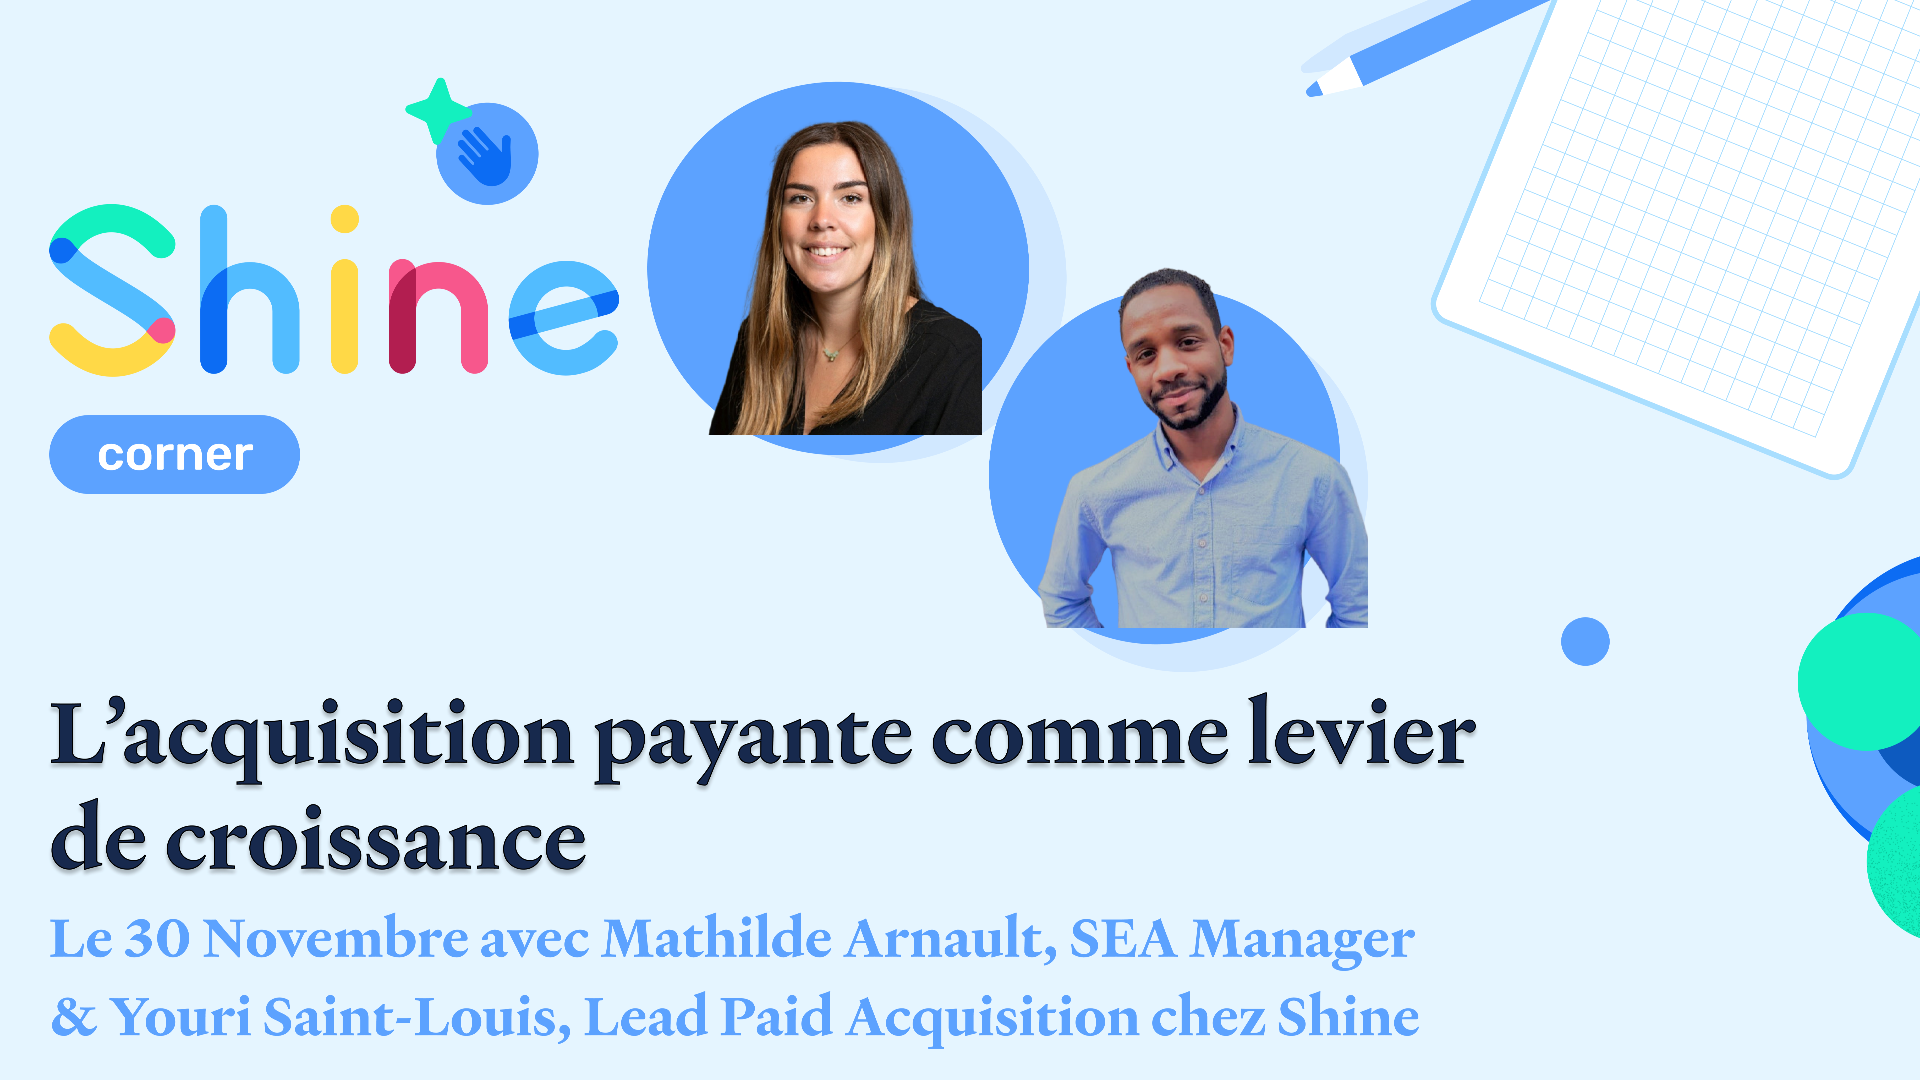 Shine
corner
L’acquisition payante comme levier
de croissance
Le 30 Novembre avec Mathilde Arnault, SEA Manager
& Youri Saint-Louis, Lead Paid Acquisition chez Shine